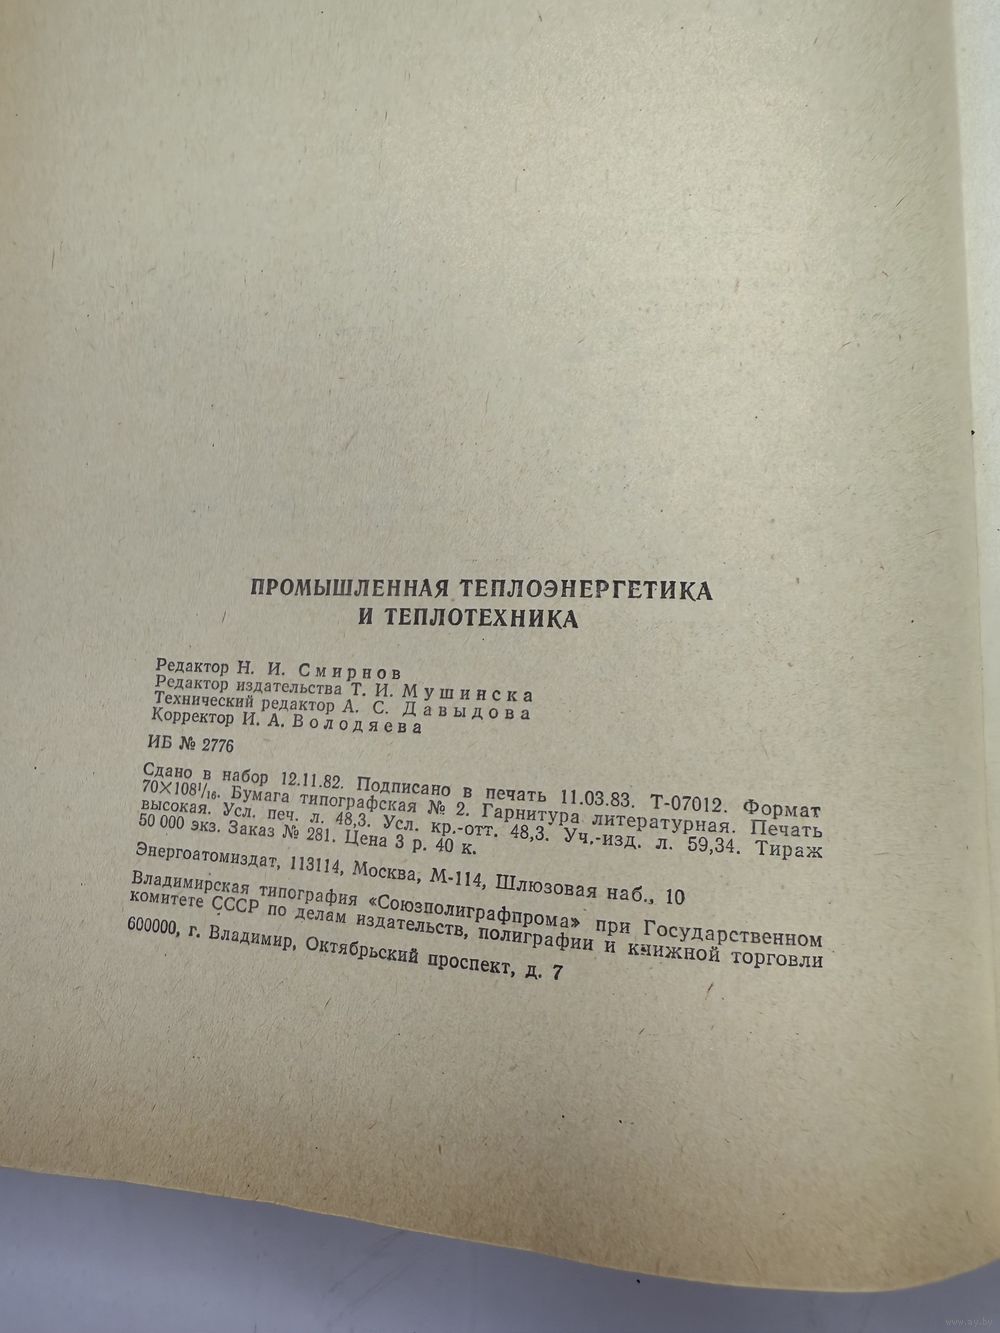 ПРОМЫШЛЕННАЯ ТЕПЛОЭНЕРГЕТИКА
И ТЕПЛОТЕХНИКА
Редактор Н. И. Смирнов
Редактор издательства Т. И. Мушинска
Технический редактор А. С. Давыдова
Корректор И. А. Володяева
ИБ № 2776
Сдано в набор 12.11.82. Подписано в печать 11.03.83. Т-07012. Формат
70×108¹/₁₆. Бумага типографская № 2. Гарнитура литературная. Печать
высокая. Усл. печ. л. 48,3. Усл. кр.-отт. 48,3. Уч.-изд. л. 59,34. Тираж
50 000 экз. Заказ № 281. Цена 3 р. 40 к.
Энергоатомиздат, 113114, Москва, М-114, Шлюзовая наб., 10
Владимирская типография «Союзполиграфпрома» при Государственном
комитете СССР по делам издательств, полиграфии и книжной торговли
600000, г. Владимир, Октябрьский проспект, д. 7
www.ay.by